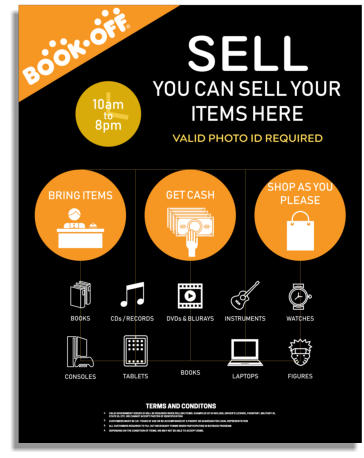 BOOK•OFF
SELL
YOU CAN SELL YOUR
ITEMS HERE
10am
to
8pm
VALID PHOTO ID REQUIRED
BRING ITEMS
GET CASH
SHOP AS YOU
PLEASE
BOOKS
CDs / RECORDS
DVDs & BLURAYS
INSTRUMENTS
WATCHES
CONSOLES
TABLETS
BOOKS
LAPTOPS
FIGURES
TERMS AND CONDITIONS